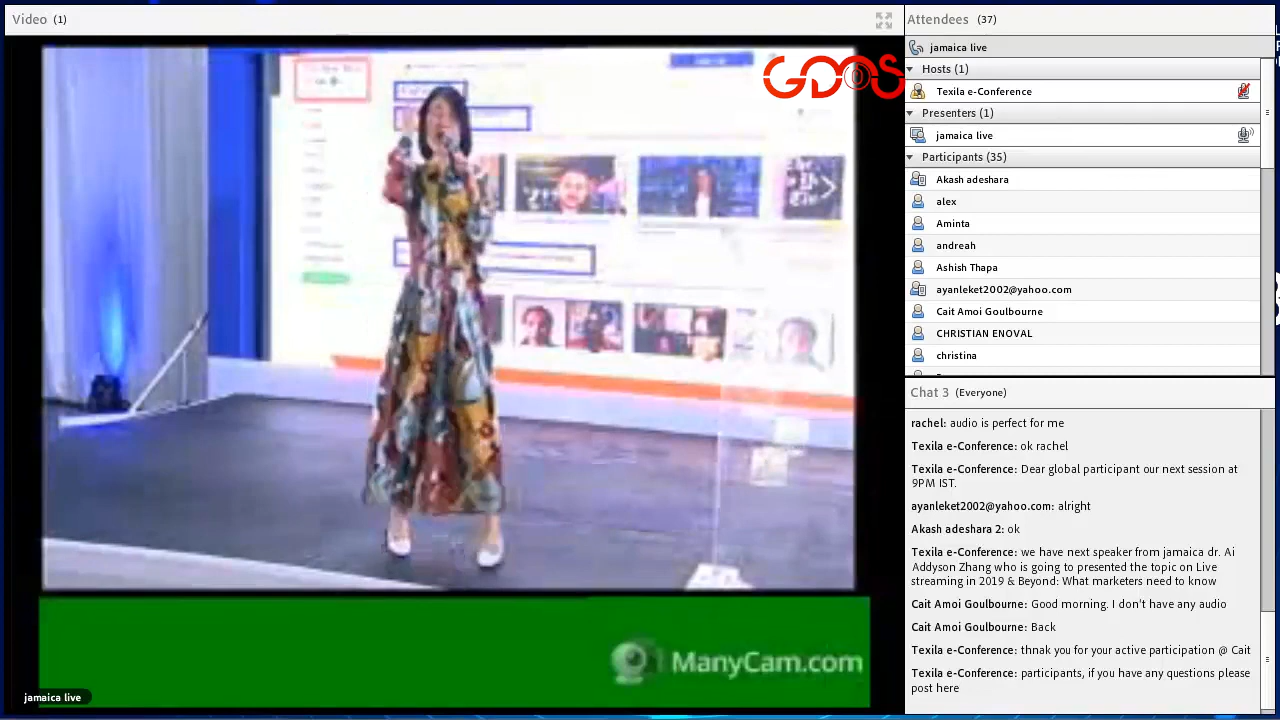 Video (1)
GDOS
ManyCam.com
jamaica live
Attendees (37)
jamaica live
Hosts (1)
Texila e-Conference
Presenters (1)
jamaica live
Participants (35)
Akash adeshara
alex
Aminta
andreah
Ashish Thapa
ayanleket2002@yahoo.com
Cait Amoi Goulbourne
CHRISTIAN ENOVAL
christina
Chat 3 (Everyone)
rachel: audio is perfect for me
Texila e-Conference: ok rachel
Texila e-Conference: Dear global participant our next session at
9PM IST.
ayanleket2002@yahoo.com: alright
Akash adeshara 2: ok
Texila e-Conference: we have next speaker from jamaica dr. Ai
Addyson Zhang who is going to presented the topic on Live
streaming in 2019 & Beyond: What marketers need to know
Cait Amoi Goulbourne: Good morning. I don't have any audio
Cait Amoi Goulbourne: Back
Texila e-Conference: thnak you for your active participation @ Cait
Texila e-Conference: participants, if you have any questions please
post here